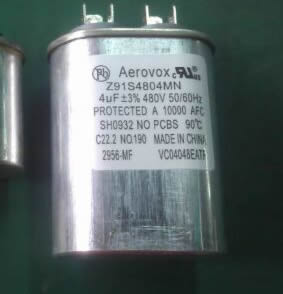 Aerovox
Z91S4804MN
4uF ±3% 480V 50/60Hz
PROTECTED A 10000 AFC
SH0932 NO PCBS 90℃
C22.2 NO.190 MADE IN CHINA
2956-MF VC04048EATR